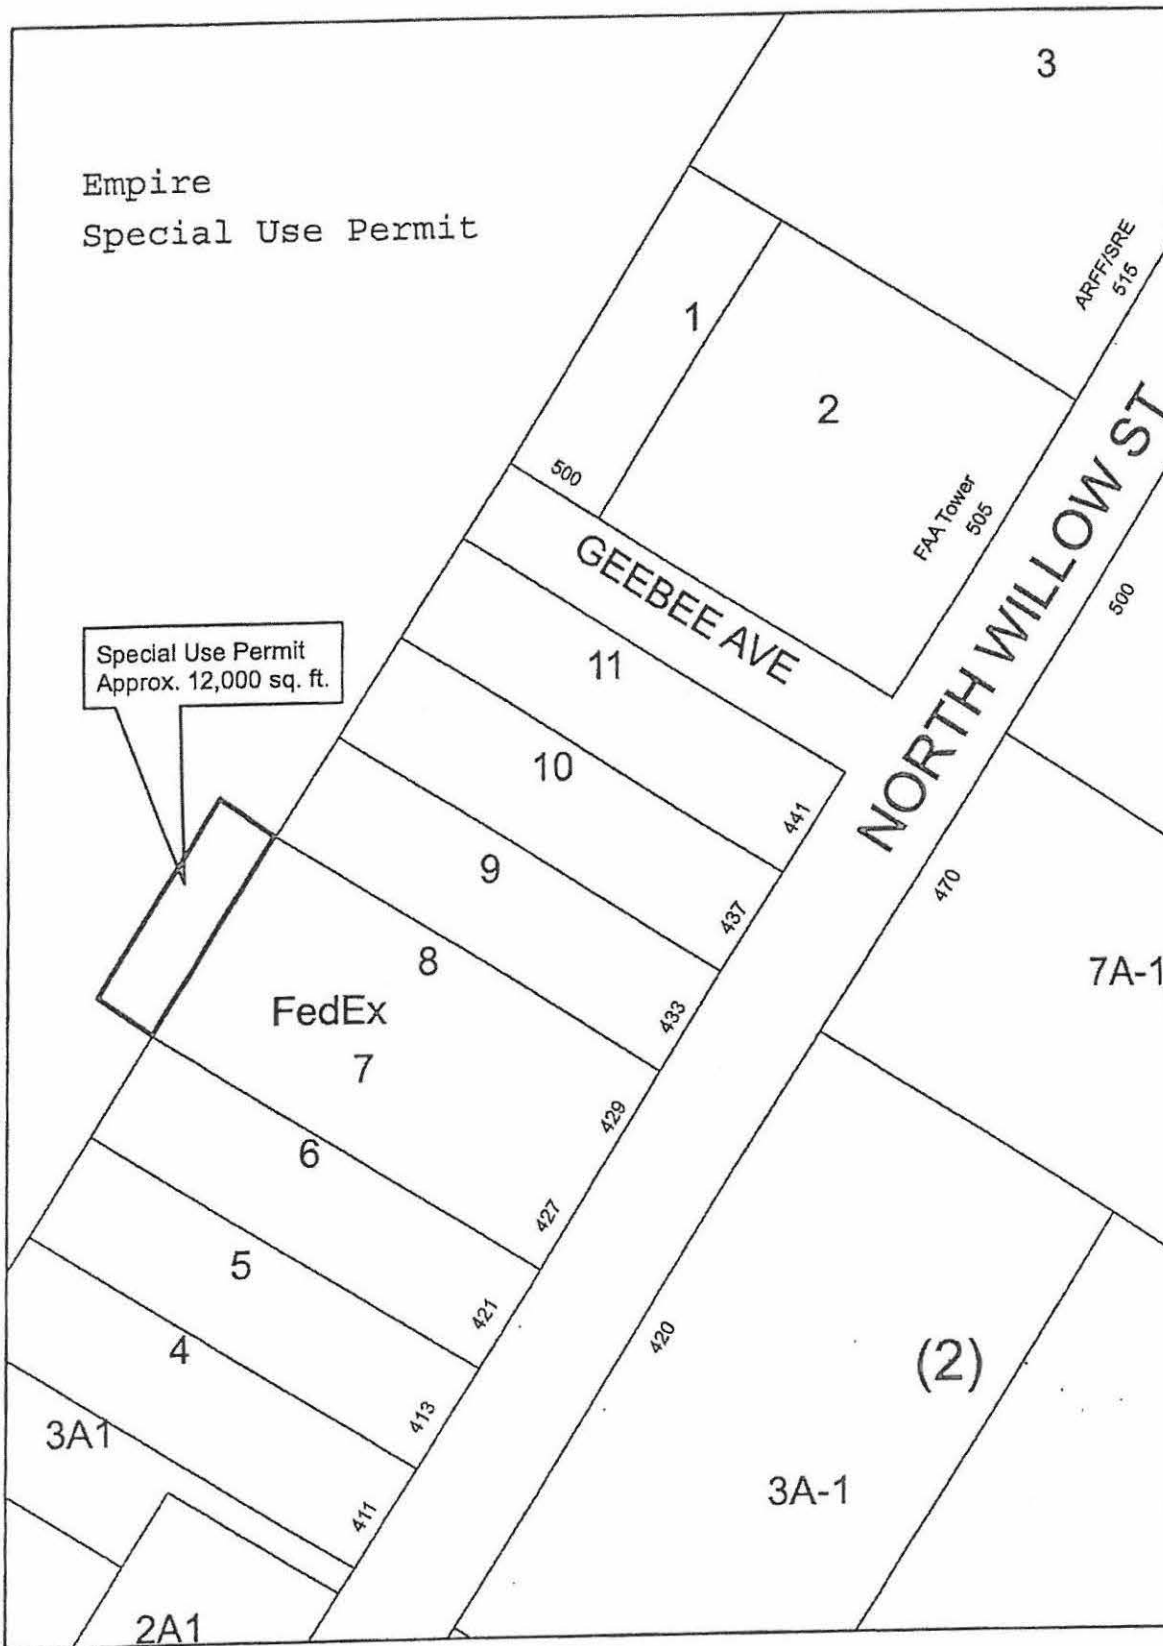 Empire
Special Use Permit
3
ARFF/SRE
515
1
2
500
FAA Tower
505
GEEBEE AVE
NORTH WILLOW ST
500
Special Use Permit
Approx. 12,000 sq. ft.
11
10
441
9
437
470
8
433
7A-1
FedEx
7
429
6
427
5
421
420
4
413
(2)
3A1
411
3A-1
2A1